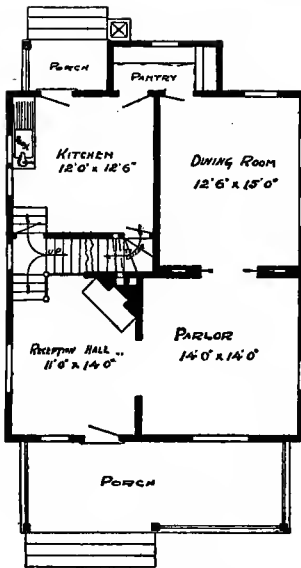 PORCH
PANTRY
KITCHEN
12'0" x 12'6"
DINING ROOM
12'6" x 15'0"
UP
RECEPTION HALL
11'6" x 14'0"
PARLOR
14'0" x 14'0"
PORCH